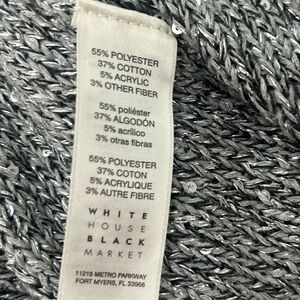 55% POLYESTER
37% COTTON
5% ACRYLIC
3% OTHER FIBER
55% poliéster
37% ALGODÓN
5% acrílico
3% otras fibras
55% POLYESTER
37% COTON
5% ACRYLIQUE
3% AUTRE FIBRE
WHITE
HOUSE
BLACK
MARKET
11215 METRO PARKWAY
FORT MYERS, FL 33966